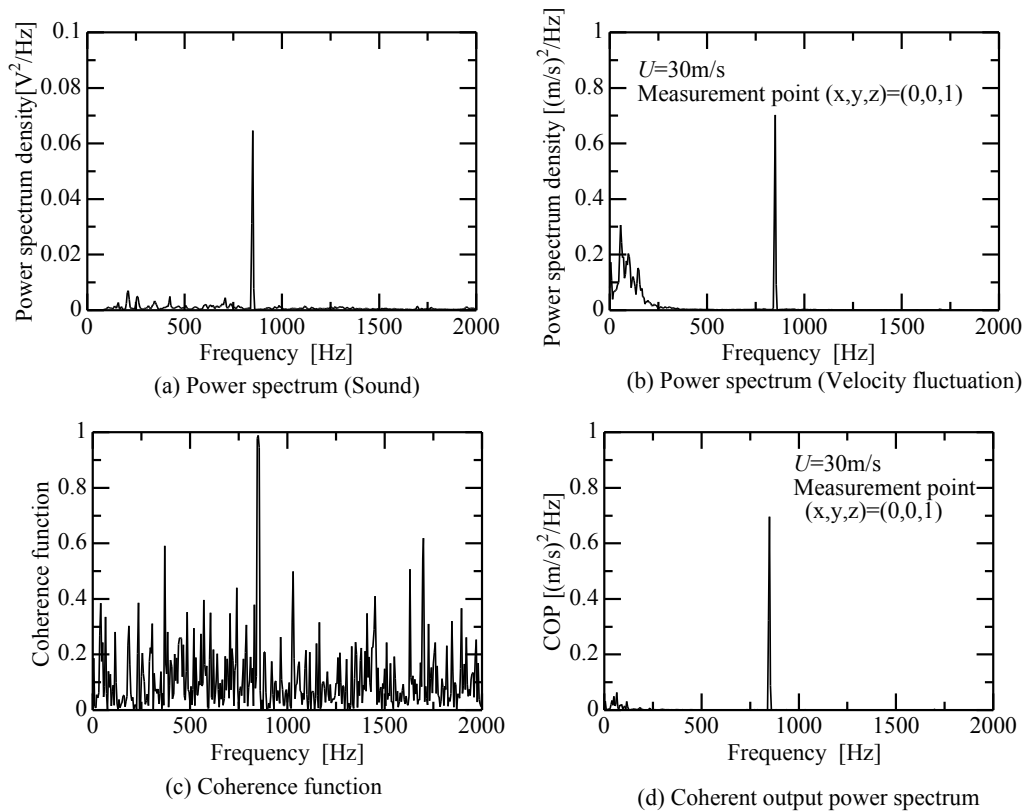 Power spectrum density[V²/Hz]
0.1
0.08
0.06
0.04
0.02
0
0 500 1000 1500 2000
Frequency [Hz]
(a) Power spectrum (Sound)
Power spectrum density [(m/s)²/Hz]
1
0.8
0.6
0.4
0.2
0
U=30m/s
Measurement point (x,y,z)=(0,0,1)
0 500 1000 1500 2000
Frequency [Hz]
(b) Power spectrum (Velocity fluctuation)
Coherence function
1
0.8
0.6
0.4
0.2
0
0 500 1000 1500 2000
Frequency [Hz]
(c) Coherence function
COP [(m/s)²/Hz]
1
0.8
0.6
0.4
0.2
0
U=30m/s
Measurement point
(x,y,z)=(0,0,1)
0 500 1000 1500 2000
Frequency [Hz]
(d) Coherent output power spectrum